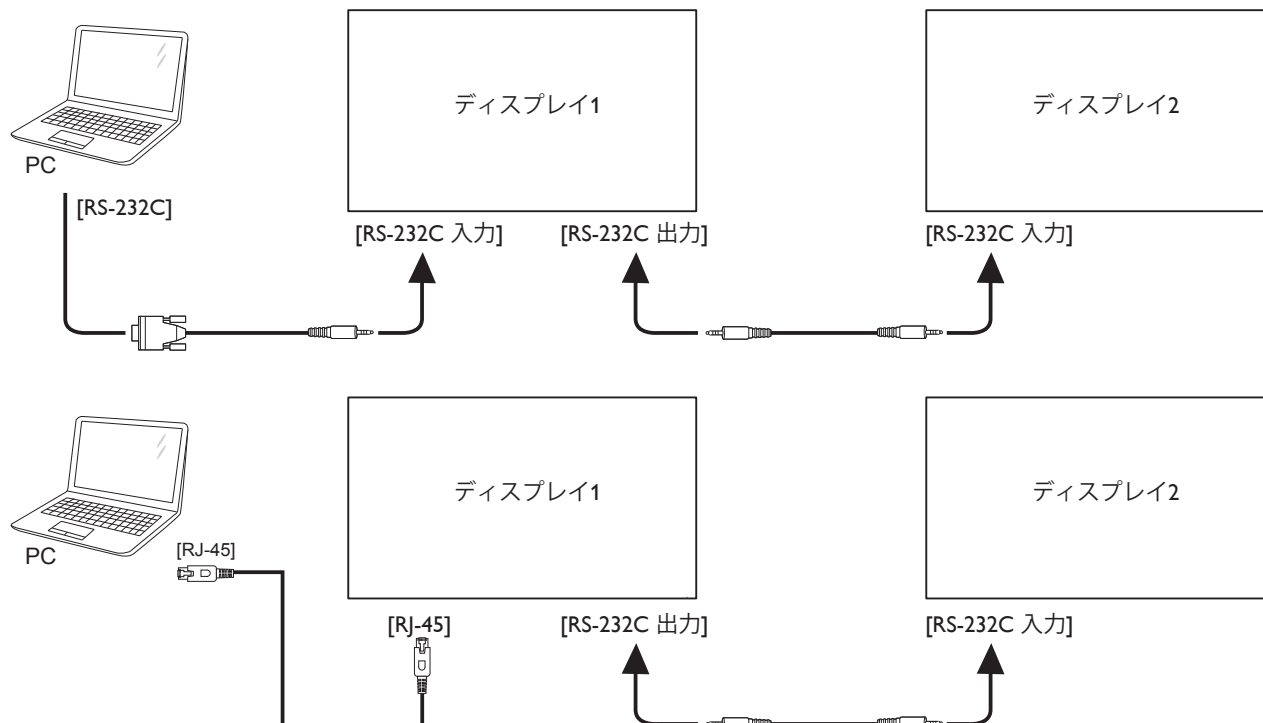 ディスプレイ1
ディスプレイ2
PC
[RS-232C]
[RS-232C 入力]
[RS-232C 出力]
[RS-232C 入力]
ディスプレイ1
ディスプレイ2
PC
[RJ-45]
[RJ-45]
[RS-232C 出力]
[RS-232C 入力]